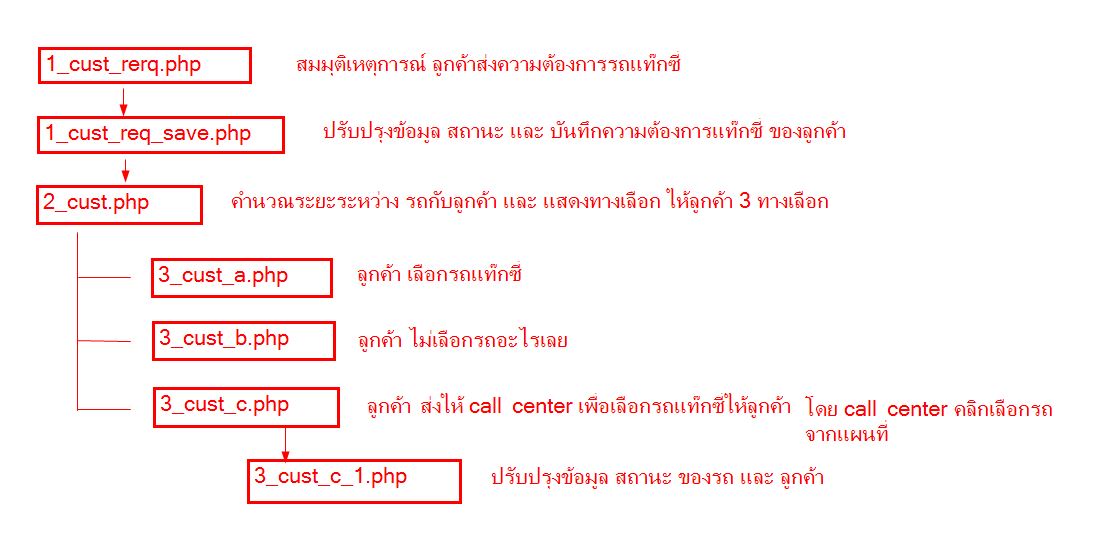 1_cust_rerq.php สมมุติเหตุการณ์ ลูกค้าส่งความต้องการรถแท๊กซี่
1_cust_req_save.php ปรับปรุงข้อมูล สถานะ และ บันทึกความต้องการแท๊กซี่ ของลูกค้า
2_cust.php คำนวณระยะระหว่าง รถกับลูกค้า และ แสดงทางเลือก ให้ลูกค้า 3 ทางเลือก
3_cust_a.php ลูกค้า เลือกรถแท๊กซี่
3_cust_b.php ลูกค้า ไม่เลือกรถอะไรเลย
3_cust_c.php ลูกค้า ส่งให้ call center เพื่อเลือกรถแท๊กซี่ให้ลูกค้า โดย call center คลิกเลือกรถ
จากแผนที่
3_cust_c_1.php ปรับปรุงข้อมูล สถานะ ของรถ และ ลูกค้า